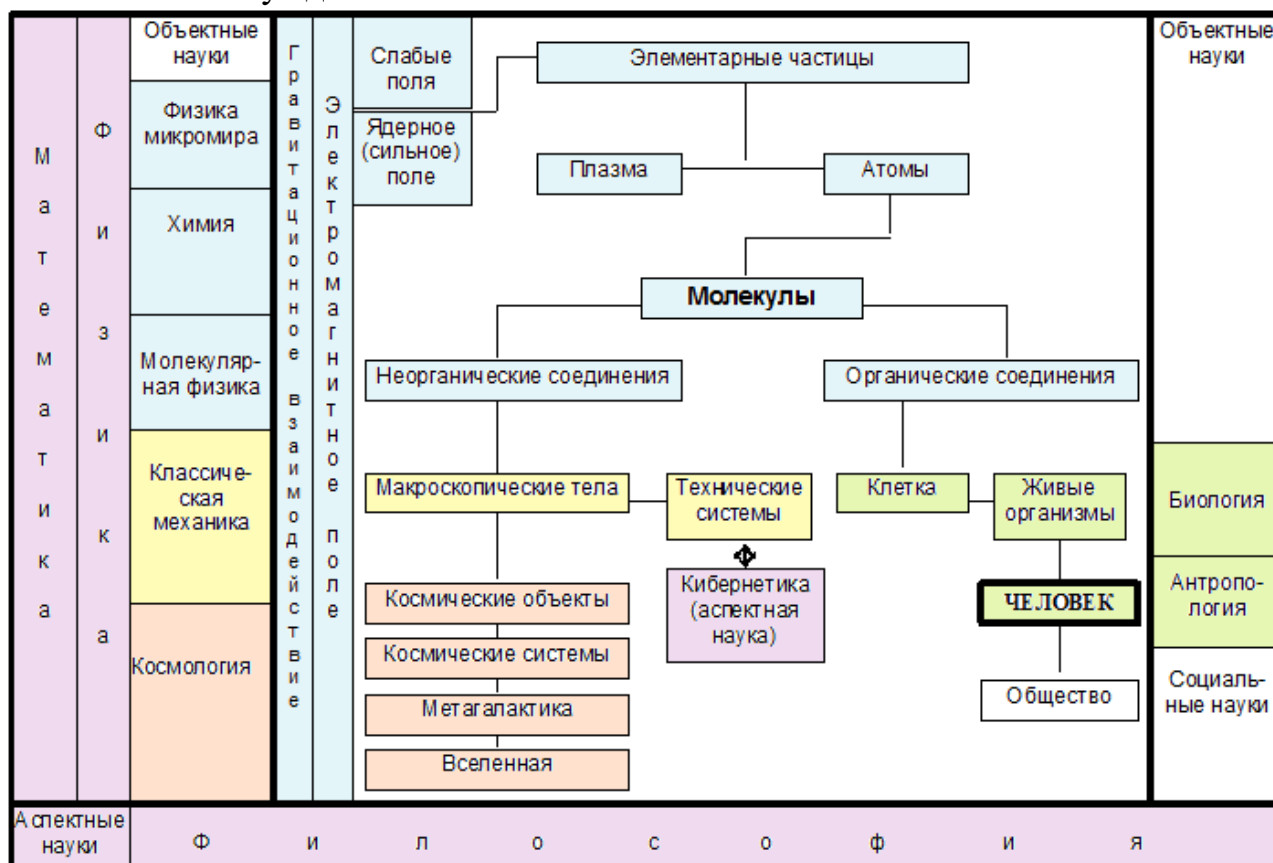 Объектные
науки
Физика
микромира
Химия
Молекуляр-
ная физика
Классиче-
ская
механика
Космология
Математика
Физика
Гравитационное взаимодействие
Электромагнитное поле
Слабые
поля
Ядерное
(сильное)
поле
Элементарные частицы
Плазма
Атомы
Молекулы
Неорганические соединения
Органические соединения
Макроскопические тела
Технические
системы
Клетка
Живые
организмы
Кибернетика
(аспектная
наука)
Космические объекты
Космические системы
Метагалактика
Вселенная
ЧЕЛОВЕК
Общество
Объектные
науки
Биология
Антропо-
логия
Социаль-
ные науки
Аспектные
науки
Философия